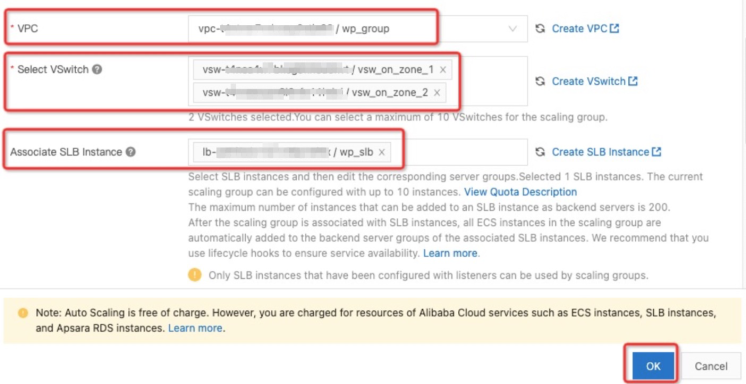 * VPC
vpc- / wp_group
Create VPC
* Select VSwitch
vsw- / vsw_on_zone_1 ×
vsw- / vsw_on_zone_2 ×
Create VSwitch
2 VSwitches selected.You can select a maximum of 10 VSwitches for the scaling group.
Associate SLB Instance
lb- / wp_slb ×
Create SLB Instance
Select SLB instances and then edit the corresponding server groups.Selected 1 SLB instances. The current
scaling group can be configured with up to 10 instances. View Quota Description
The maximum number of instances that can be added to an SLB instance as backend servers is 200.
After the scaling group is associated with SLB instances, all ECS instances in the scaling group are
automatically added to the backend server groups of the associated SLB instances. We recommend that you
use lifecycle hooks to ensure service availability. Learn more.
Only SLB instances that have been configured with listeners can be used by scaling groups.
Note: Auto Scaling is free of charge. However, you are charged for resources of Alibaba Cloud services such as ECS instances, SLB instances,
and Apsara RDS instances. Learn more.
OK
Cancel